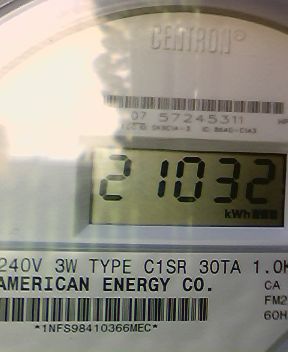 CENTRON®
07 57245311
21032
kWh
240V 3W TYPE C1SR 30TA 1.0K
AMERICAN ENERGY CO.
CA
FM2
60H
*1NFS98410366MEC*